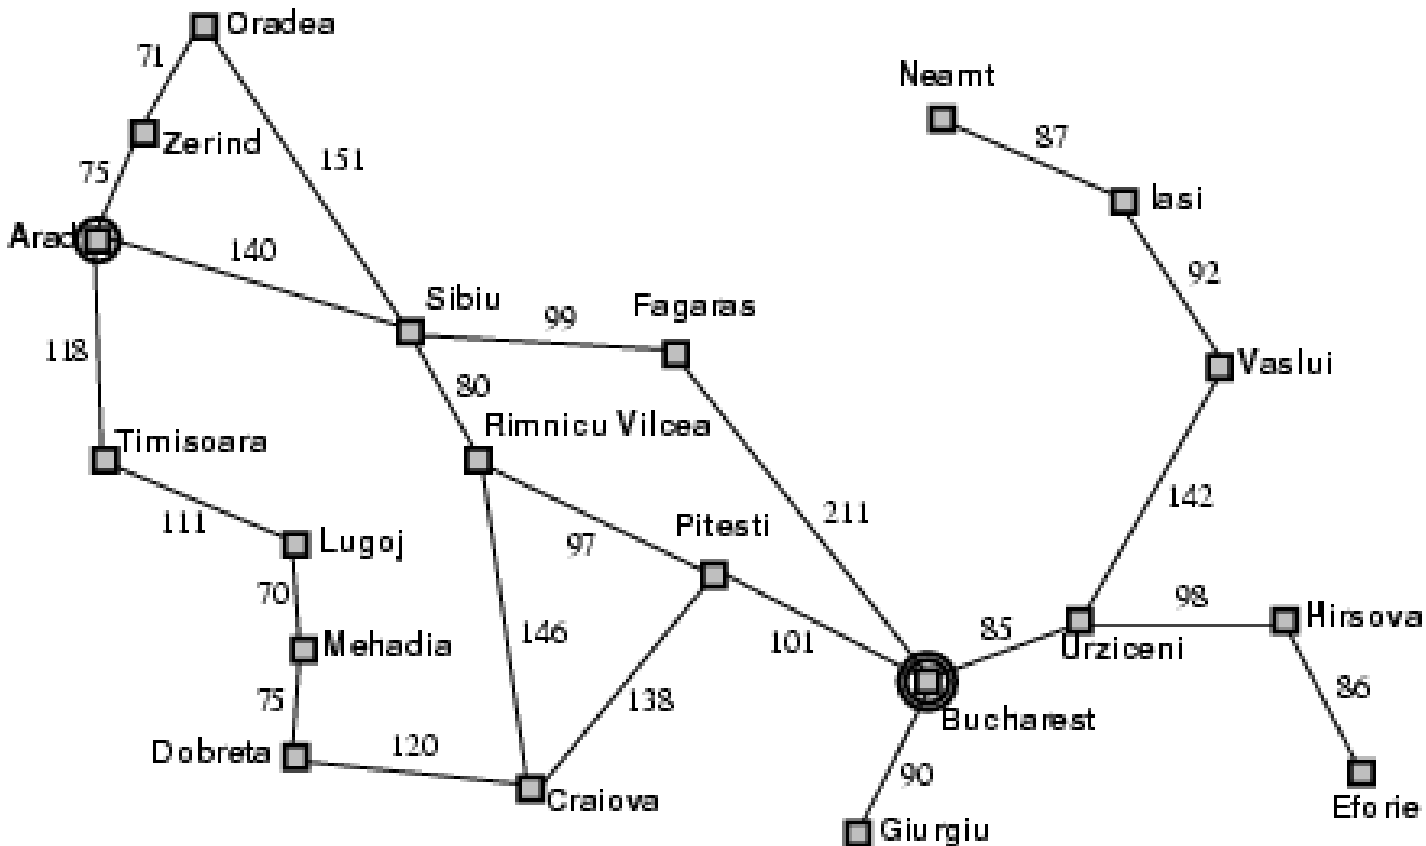 Oradea
71
Neamt
87
Zerind
151
75
Iasi
Arad
140
92
Sibiu
99
Fagaras
118
80
Vaslui
Timisoara
Rimnicu Vilcea
142
111
211
Lugoj
97
Pitesti
70
98
Mehadia
146
101
85
Hirsova
Urziceni
75
138
86
Bucharest
Dobreta
120
90
Craiova
Eforie
Giurgiu